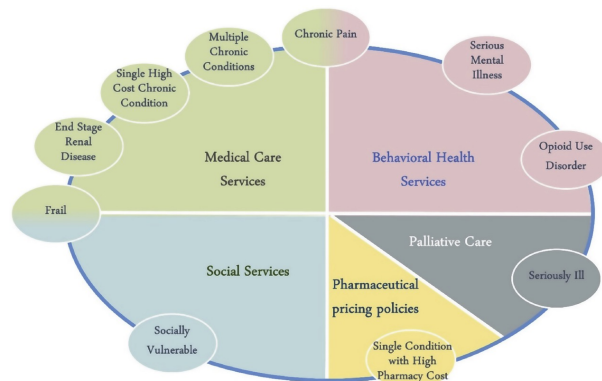 Chronic Pain
Multiple
Chronic
Conditions
Serious
Mental
Illness
Single High
Cost Chronic
Condition
End Stage
Renal
Disease
Opioid Use
Disorder
Medical Care
Services
Behavioral Health
Services
Frail
Palliative Care
Social Services
Seriously Ill
Pharmaceutical
pricing policies
Socially
Vulnerable
Single Condition
with High
Pharmacy Cost